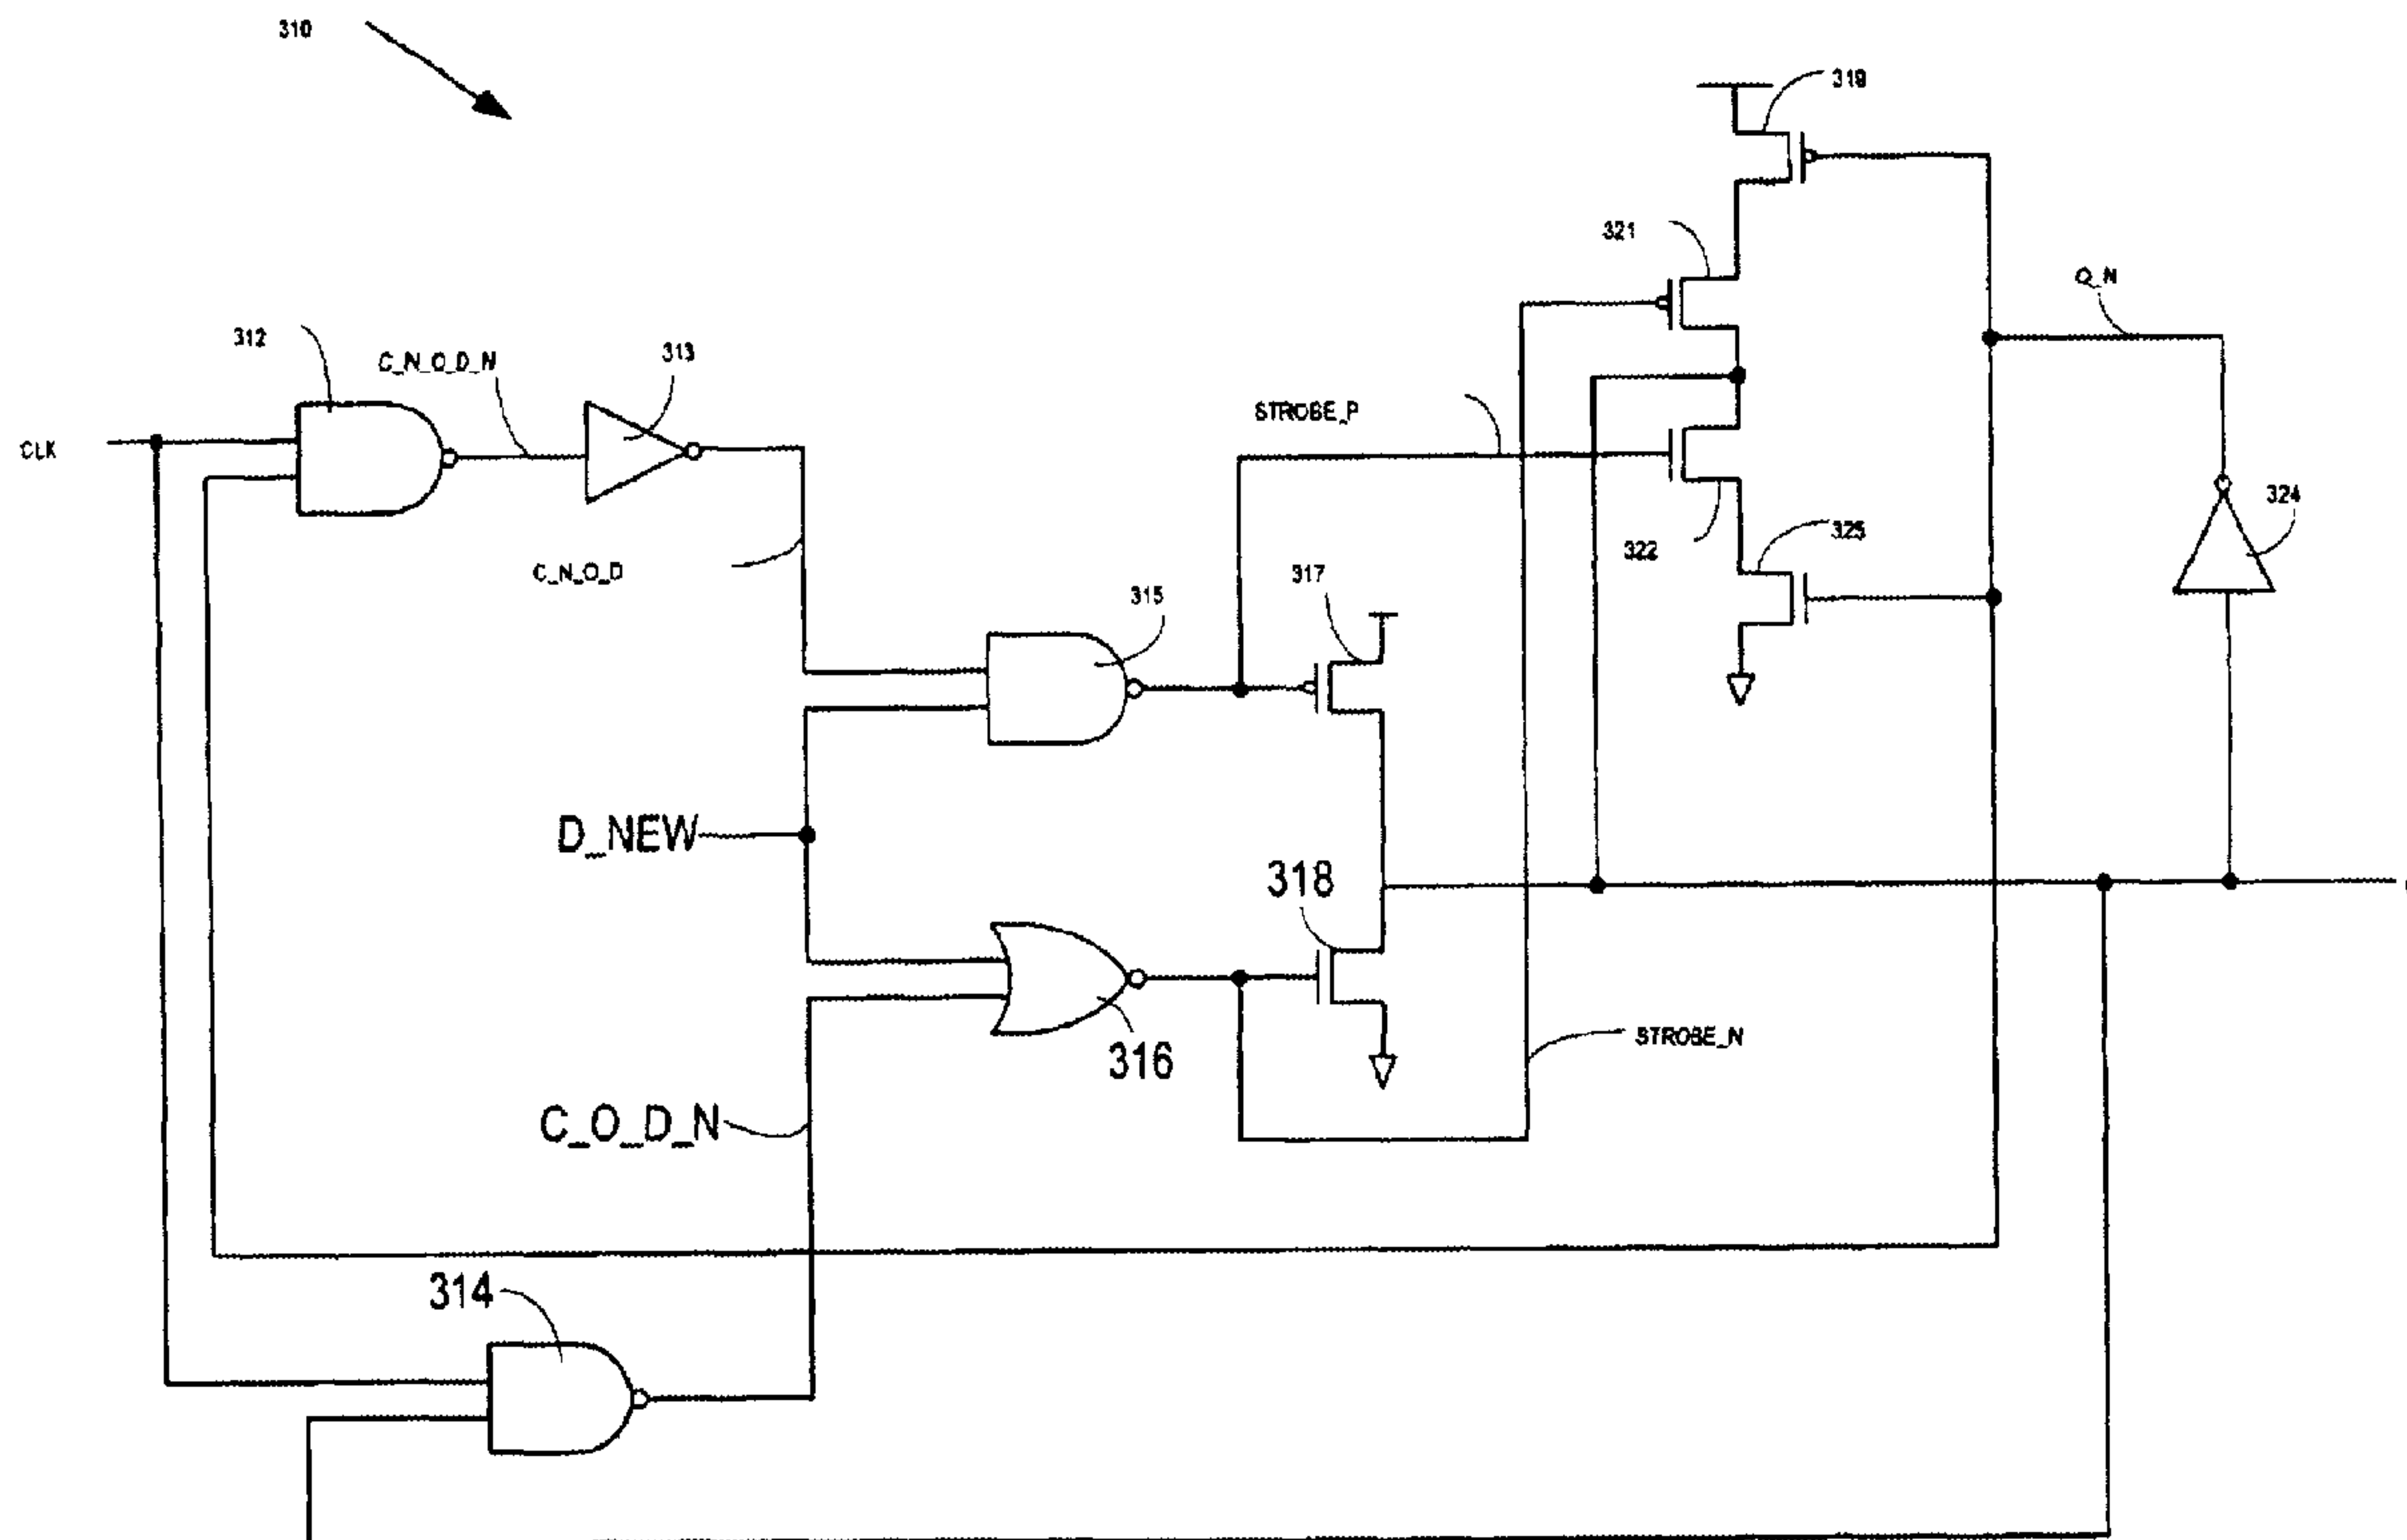 310
319
321
Q_N
312
C_N_O_D_N
313
STROBE_P
CLK
324
322
325
C_N_O_D
317
315
D_NEW
318
316
STROBE_N
C_O_D_N
314